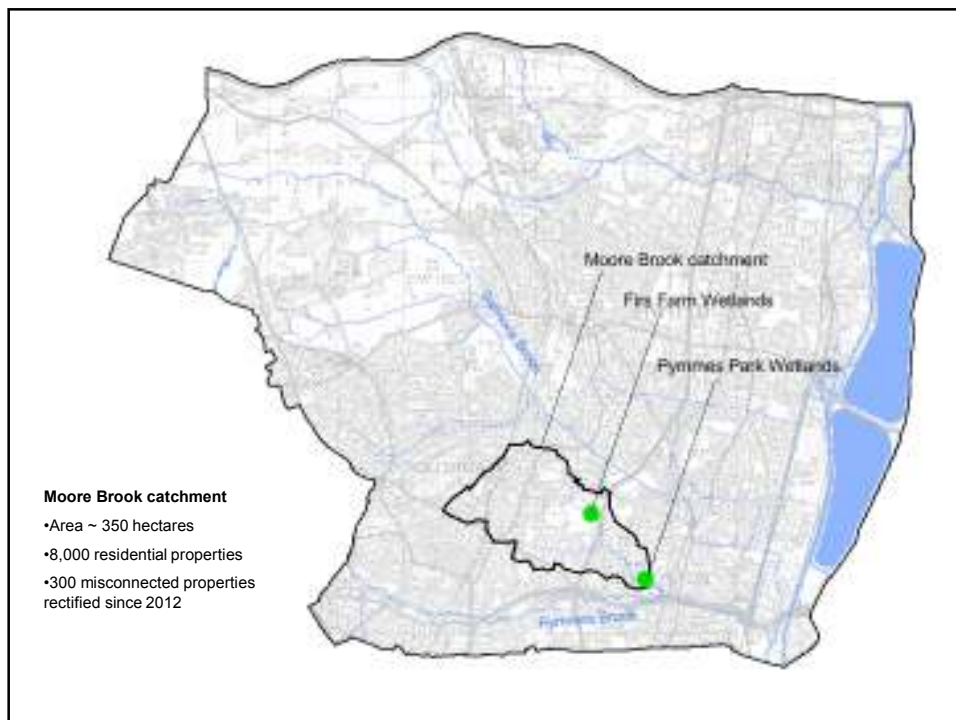 Moore Brook catchment
Firs Farm Wetlands
Pymmes Park Wetlands
Moore Brook catchment
•Area ~ 350 hectares
•8,000 residential properties
•300 misconnected properties
rectified since 2012
Pymmes Brook